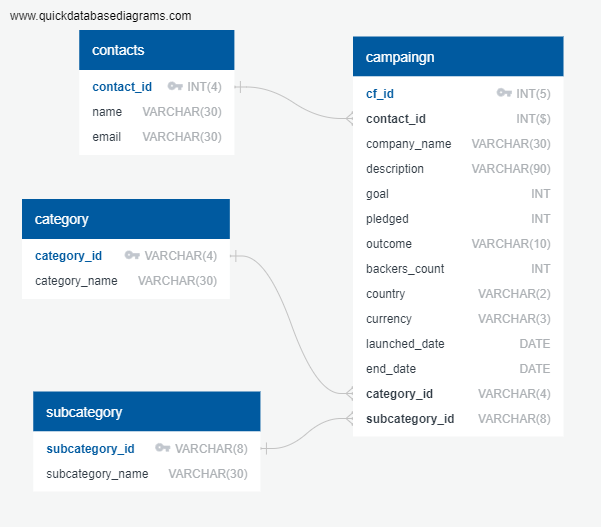 www.quickdatabasediagrams.com
contacts
contact_id INT(4)
name VARCHAR(30)
email VARCHAR(30)
category
category_id VARCHAR(4)
category_name VARCHAR(30)
subcategory
subcategory_id VARCHAR(8)
subcategory_name VARCHAR(30)
campaingn
cf_id INT(5)
contact_id INT($)
company_name VARCHAR(30)
description VARCHAR(90)
goal INT
pledged INT
outcome VARCHAR(10)
backers_count INT
country VARCHAR(2)
currency VARCHAR(3)
launched_date DATE
end_date DATE
category_id VARCHAR(4)
subcategory_id VARCHAR(8)